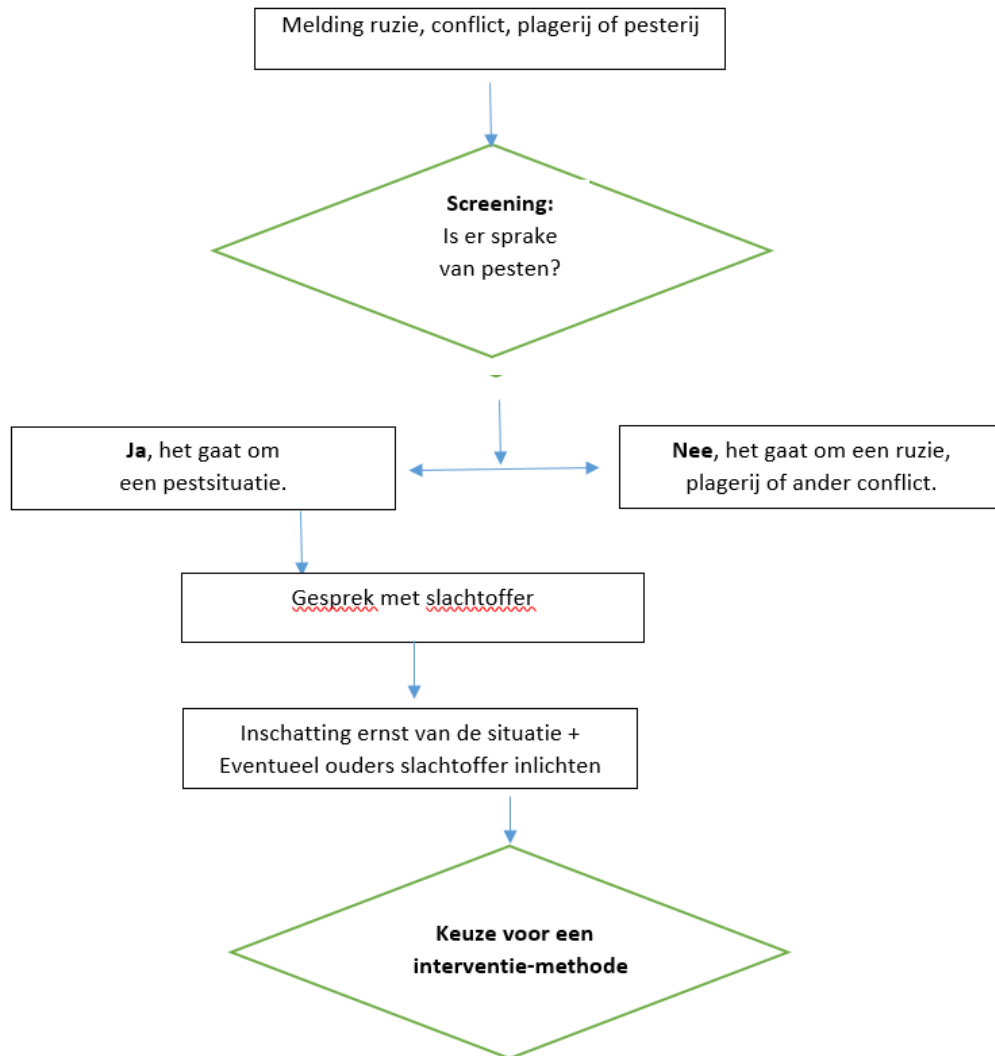 Melding ruzie, conflict, plagerij of pesterij
Screening:
Is er sprake
van pesten?
Ja, het gaat om
een pestsituatie.
Nee, het gaat om een ruzie,
plagerij of ander conflict.
Gesprek met slachtoffer
Inschatting ernst van de situatie +
Eventueel ouders slachtoffer inlichten
Keuze voor een
interventie-methode